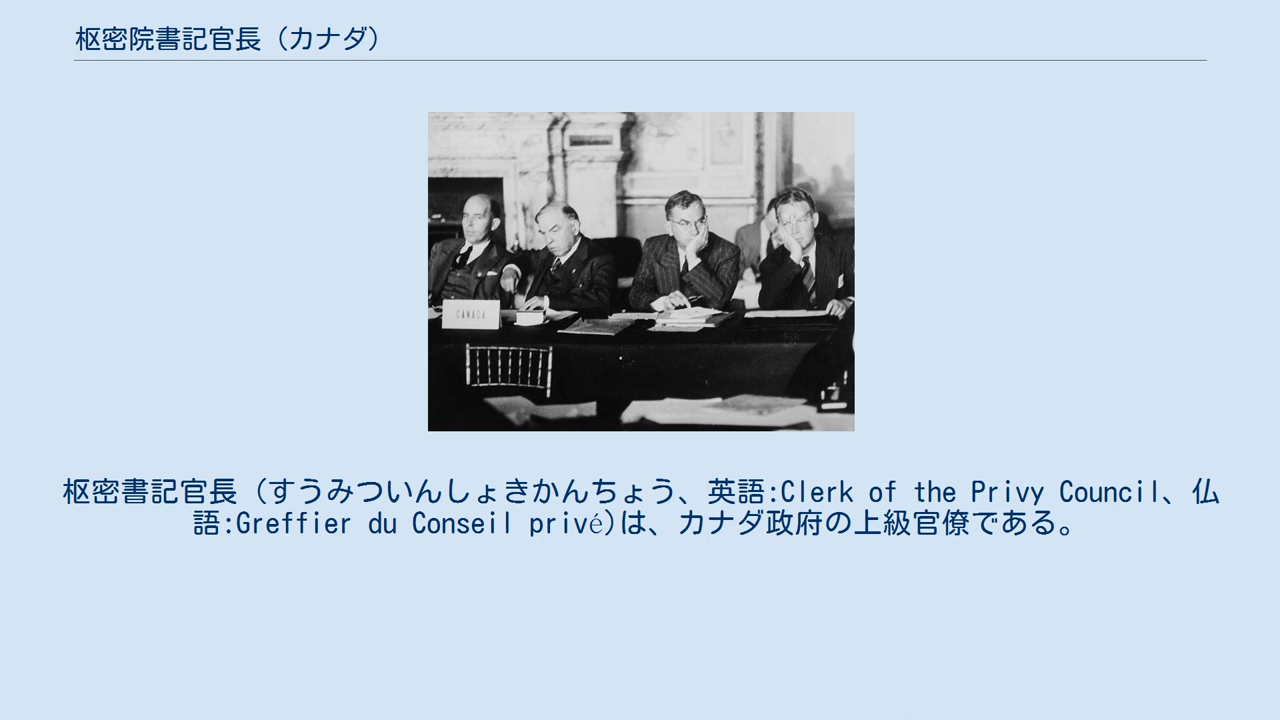 枢密院書記官長（カナダ）
CANADA
枢密書記官長（すうみついんしょきかんちょう、英語:Clerk of the Privy Council、仏
語:Greffier du Conseil privé)は、カナダ政府の上級官僚である。